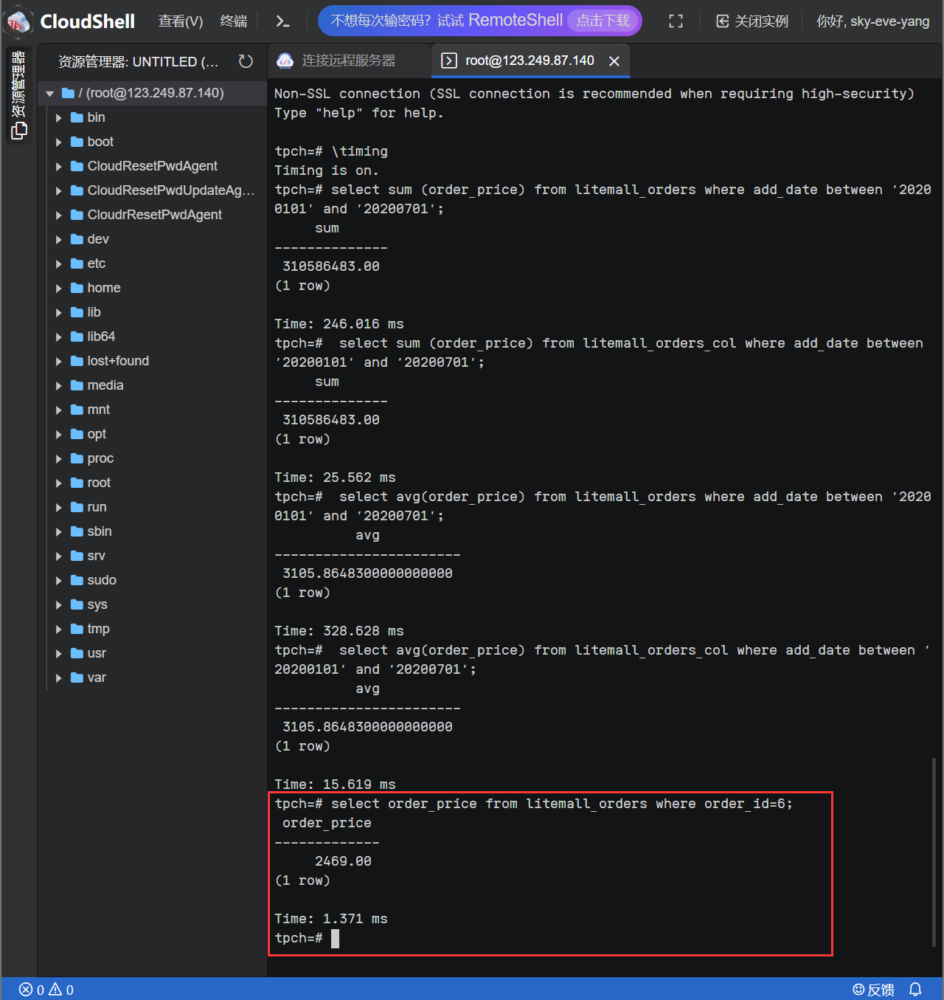 CloudShell 查看(V) 终端 不想每次输密码? 试试 RemoteShell 点击下载 关闭实例 你好, sky-eve-yang
资源管理器
资源管理器: UNTITLED (...
/ (root@123.249.87.140)
bin
boot
CloudResetPwdAgent
CloudResetPwdUpdateAg...
CloudrResetPwdAgent
dev
etc
home
lib
lib64
lost+found
media
mnt
opt
proc
root
run
sbin
srv
sudo
sys
tmp
usr
var
连接远程服务器 root@123.249.87.140
Non-SSL connection (SSL connection is recommended when requiring high-security)
Type "help" for help.
tpch=# \timing
Timing is on.
tpch=# select sum (order_price) from litemall_orders where add_date between '2020
0101' and '20200701';
sum
--------------
310586483.00
(1 row)
Time: 246.016 ms
tpch=#  select sum (order_price) from litemall_orders_col where add_date between
'20200101' and '20200701';
sum
--------------
310586483.00
(1 row)
Time: 25.562 ms
tpch=#  select avg(order_price) from litemall_orders where add_date between '2020
0101' and '20200701';
avg
-----------------------
3105.8648300000000000
(1 row)
Time: 328.628 ms
tpch=#  select avg(order_price) from litemall_orders_col where add_date between '
20200101' and '20200701';
avg
-----------------------
3105.8648300000000000
(1 row)
Time: 15.619 ms
tpch=# select order_price from litemall_orders where order_id=6;
order_price
-------------
2469.00
(1 row)
Time: 1.371 ms
tpch=#
0 0 反馈